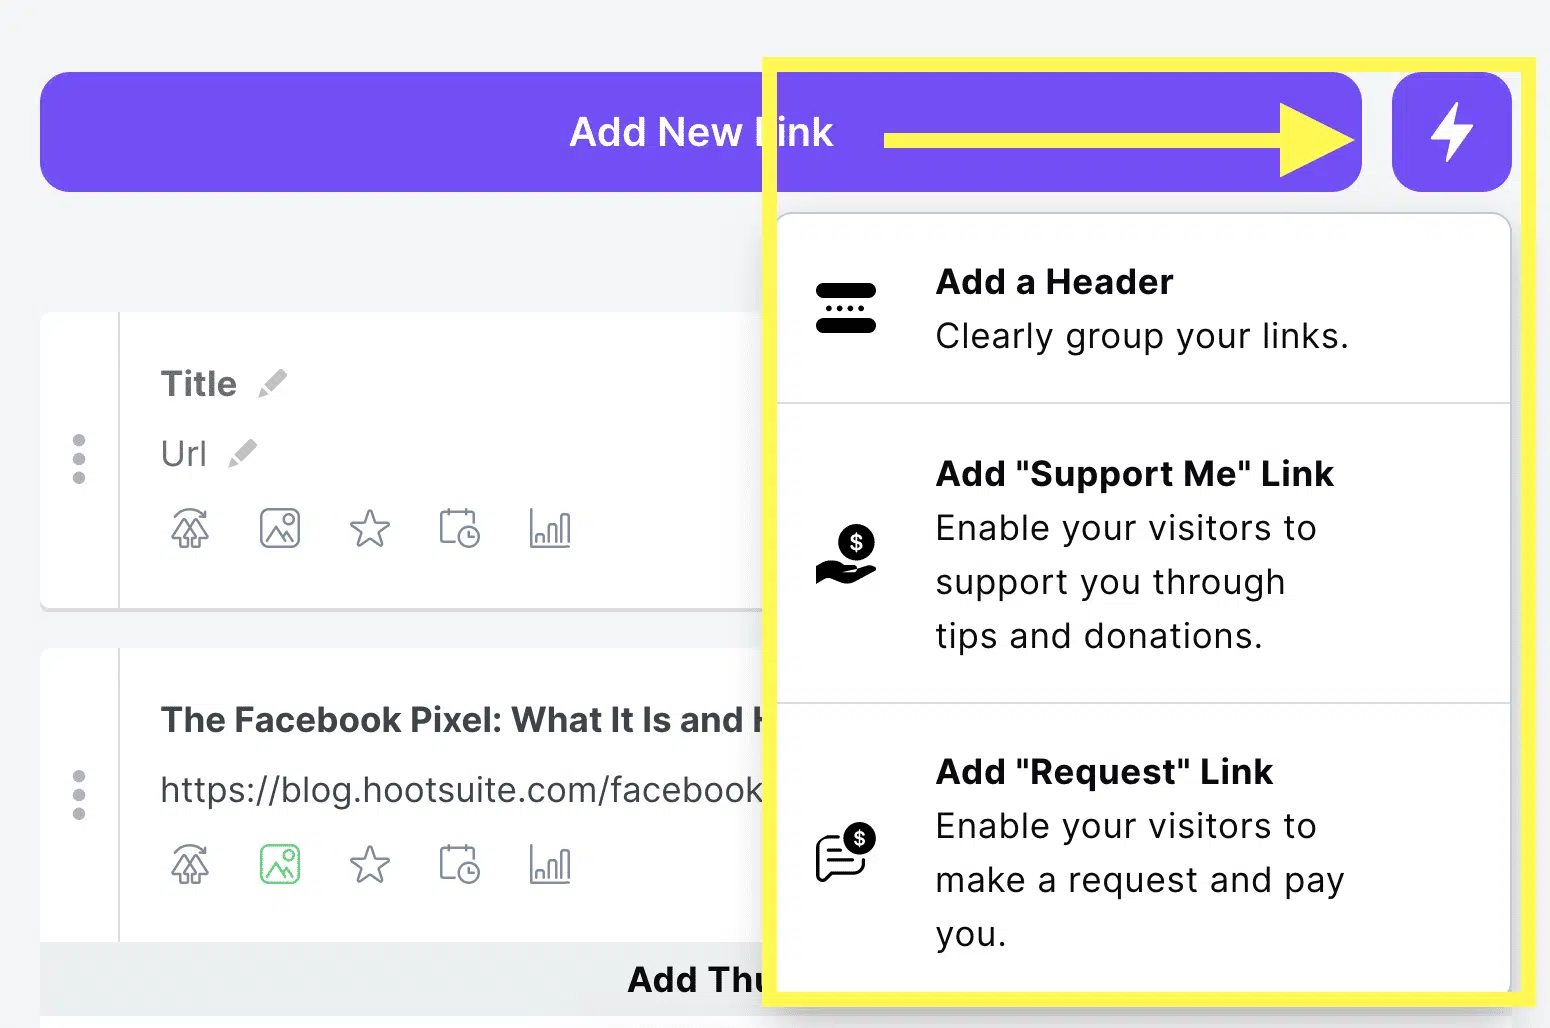 Add New Link
Add a Header
Clearly group your links.
Title
Url
Add "Support Me" Link
Enable your visitors to
support you through
tips and donations.
The Facebook Pixel: What It Is and
https://blog.hootsuite.com/facebook
Add "Request" Link
Enable your visitors to
make a request and pay
you.
Add